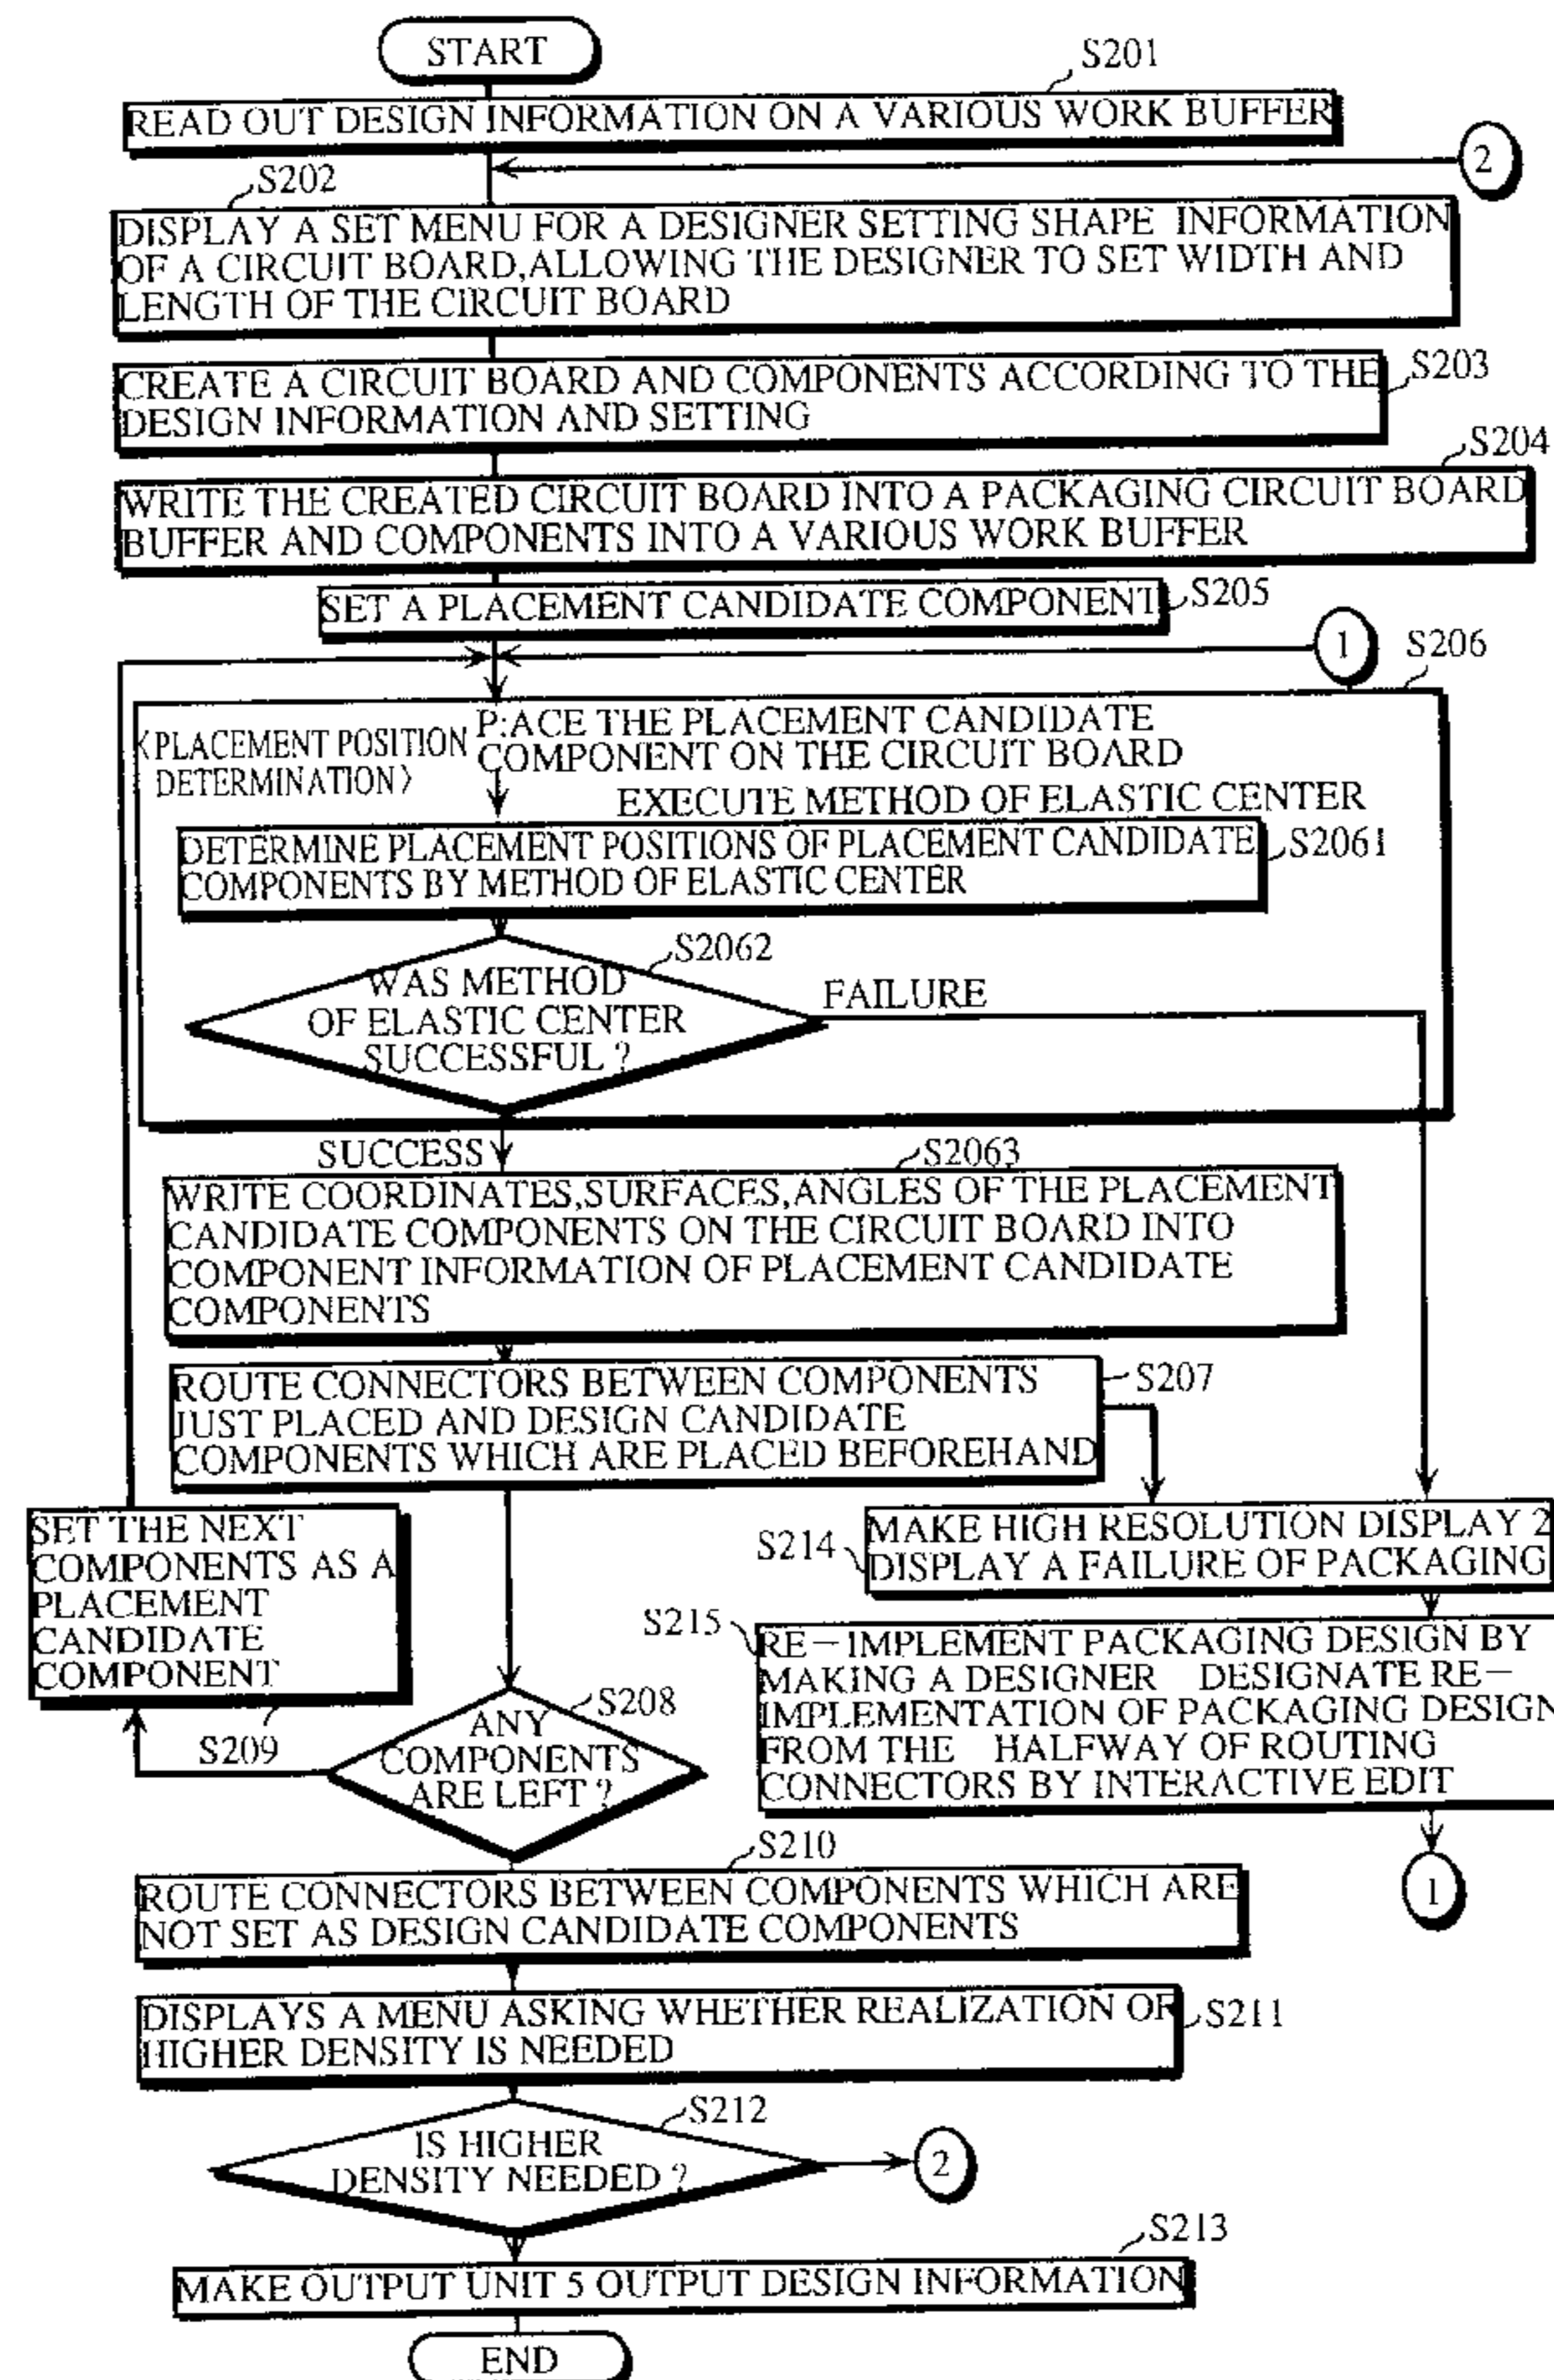 START
S201
READ OUT DESIGN INFORMATION ON A VARIOUS WORK BUFFER
2
S202
DISPLAY A SET MENU FOR A DESIGNER SETTING SHAPE INFORMATION
OF A CIRCUIT BOARD,ALLOWING THE DESIGNER TO SET WIDTH AND
LENGTH OF THE CIRCUIT BOARD
CREATE A CIRCUIT BOARD AND COMPONENTS ACCORDING TO THE
DESIGN INFORMATION AND SETTING
S203
S204
WRITE THE CREATED CIRCUIT BOARD INTO A PACKAGING CIRCUIT BOARD
BUFFER AND COMPONENTS INTO A VARIOUS WORK BUFFER
SET A PLACEMENT CANDIDATE COMPONENT
S205
1
S206
<PLACEMENT POSITION
DETERMINATION>
P:ACE THE PLACEMENT CANDIDATE
COMPONENT ON THE CIRCUIT BOARD
EXECUTE METHOD OF ELASTIC CENTER
DETERMINE PLACEMENT POSITIONS OF PLACEMENT CANDIDATE
COMPONENTS BY METHOD OF ELASTIC CENTER
S2061
S2062
WAS METHOD
OF ELASTIC CENTER
SUCCESSFUL ?
FAILURE
SUCCESS
S2063
WRITE COORDINATES,SURFACES,ANGLES OF THE PLACEMENT
CANDIDATE COMPONENTS ON THE CIRCUIT BOARD INTO
COMPONENT INFORMATION OF PLACEMENT CANDIDATE
COMPONENTS
ROUTE CONNECTORS BETWEEN COMPONENTS
JUST PLACED AND DESIGN CANDIDATE
COMPONENTS WHICH ARE PLACED BEFOREHAND
S207
SET THE NEXT
COMPONENTS AS A
PLACEMENT
CANDIDATE
COMPONENT
S209
S214
MAKE HIGH RESOLUTION DISPLAY 2
DISPLAY A FAILURE OF PACKAGING
S215
RE-IMPLEMENT PACKAGING DESIGN BY
MAKING A DESIGNER DESIGNATE RE-
IMPLEMENTATION OF PACKAGING DESIGN
FROM THE HALFWAY OF ROUTING
CONNECTORS BY INTERACTIVE EDIT
1
S208
ANY
COMPONENTS
ARE LEFT ?
S210
ROUTE CONNECTORS BETWEEN COMPONENTS WHICH ARE
NOT SET AS DESIGN CANDIDATE COMPONENTS
DISPLAYS A MENU ASKING WHETHER REALIZATION OF
HIGHER DENSITY IS NEEDED
S211
S212
IS HIGHER
DENSITY NEEDED ?
2
S213
MAKE OUTPUT UNIT 5 OUTPUT DESIGN INFORMATION
END